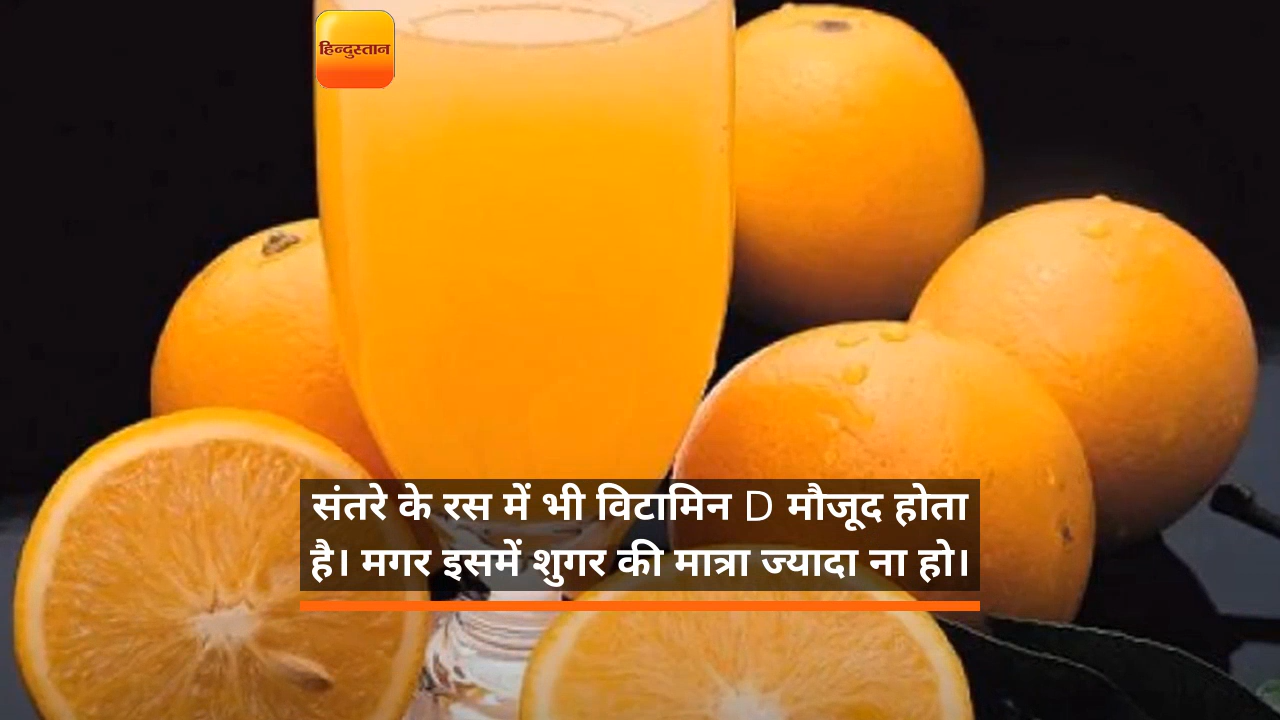 हिन्दुस्तान
संतरे के रस में भी विटामिन D मौजूद होता
है। मगर इसमें शुगर की मात्रा ज्यादा ना हो।